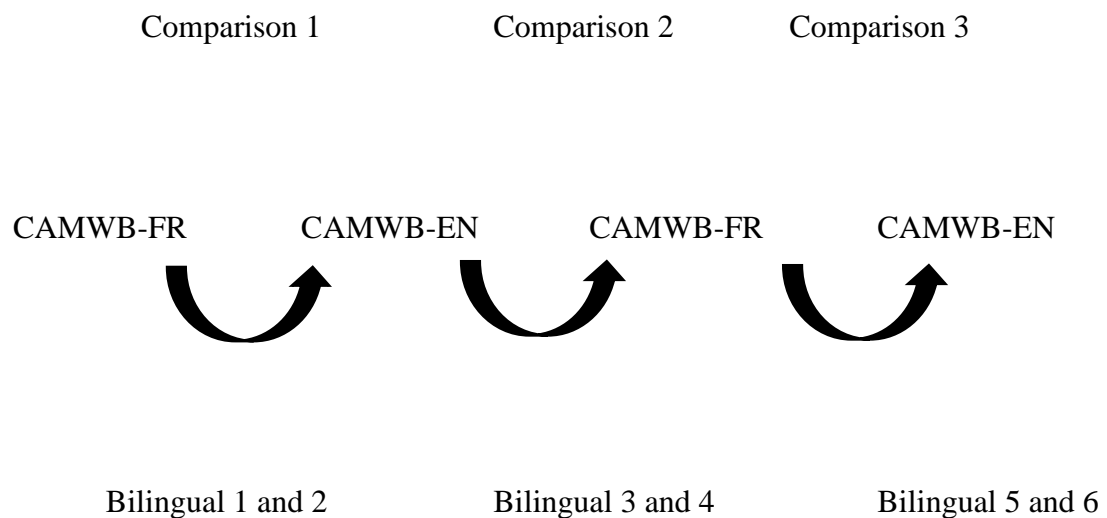 Comparison 1 Comparison 2 Comparison 3
CAMWB-FR CAMWB-EN CAMWB-FR CAMWB-EN
Bilingual 1 and 2 Bilingual 3 and 4 Bilingual 5 and 6